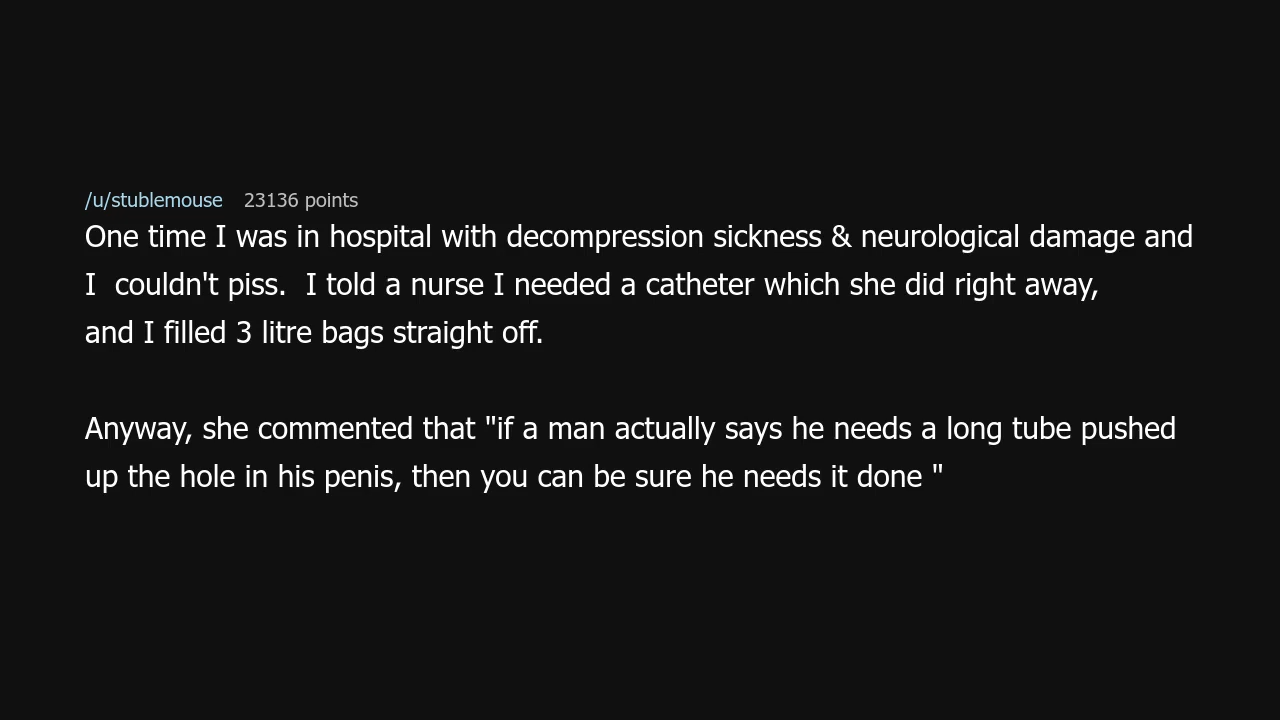 /u/stublemouse 23136 points
One time I was in hospital with decompression sickness & neurological damage and
I  couldn't piss.  I told a nurse I needed a catheter which she did right away,
and I filled 3 litre bags straight off.
Anyway, she commented that "if a man actually says he needs a long tube pushed
up the hole in his penis, then you can be sure he needs it done "